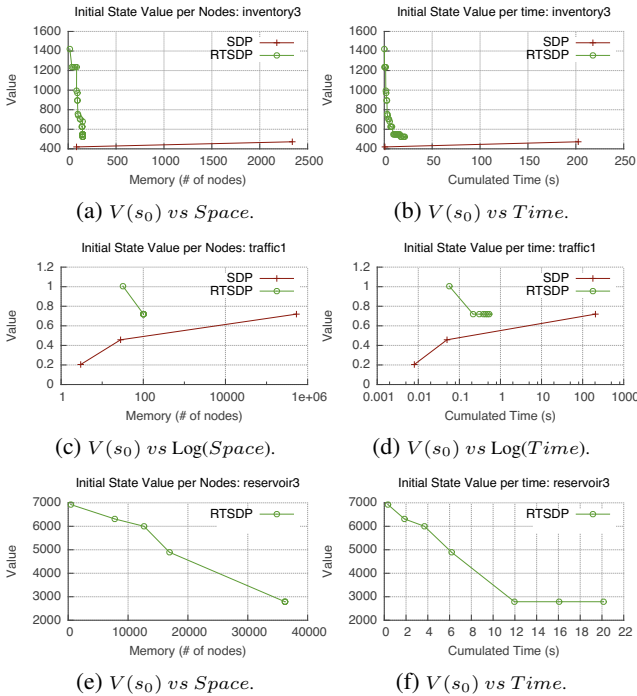 Initial State Value per Nodes: inventory3
Value
1600
1400
1200
1000
800
600
400
SDP
RTSDP
0 500 1000 1500 2000 2500
Memory (# of nodes)
(a) V(s0) vs Space.
Initial State Value per time: inventory3
Value
1600
1400
1200
1000
800
600
400
SDP
RTSDP
0 50 100 150 200 250
Cumulated Time (s)
(b) V(s0) vs Time.
Initial State Value per Nodes: traffic1
Value
1.2
1
0.8
0.6
0.4
0.2
0
SDP
RTSDP
1 100 10000 1e+06
Memory (# of nodes)
(c) V(s0) vs Log(Space).
Initial State Value per time: traffic1
Value
1.2
1
0.8
0.6
0.4
0.2
0
SDP
RTSDP
0.001 0.01 0.1 1 10 100 1000
Cumulated Time (s)
(d) V(s0) vs Log(Time).
Initial State Value per Nodes: reservoir3
Value
7000
6000
5000
4000
3000
2000
RTSDP
0 10000 20000 30000 40000
Memory (# of nodes)
(e) V(s0) vs Space.
Initial State Value per time: reservoir3
Value
7000
6000
5000
4000
3000
2000
RTSDP
0 2 4 6 8 10 12 14 16 18 20 22
Cumulated Time (s)
(f) V(s0) vs Time.